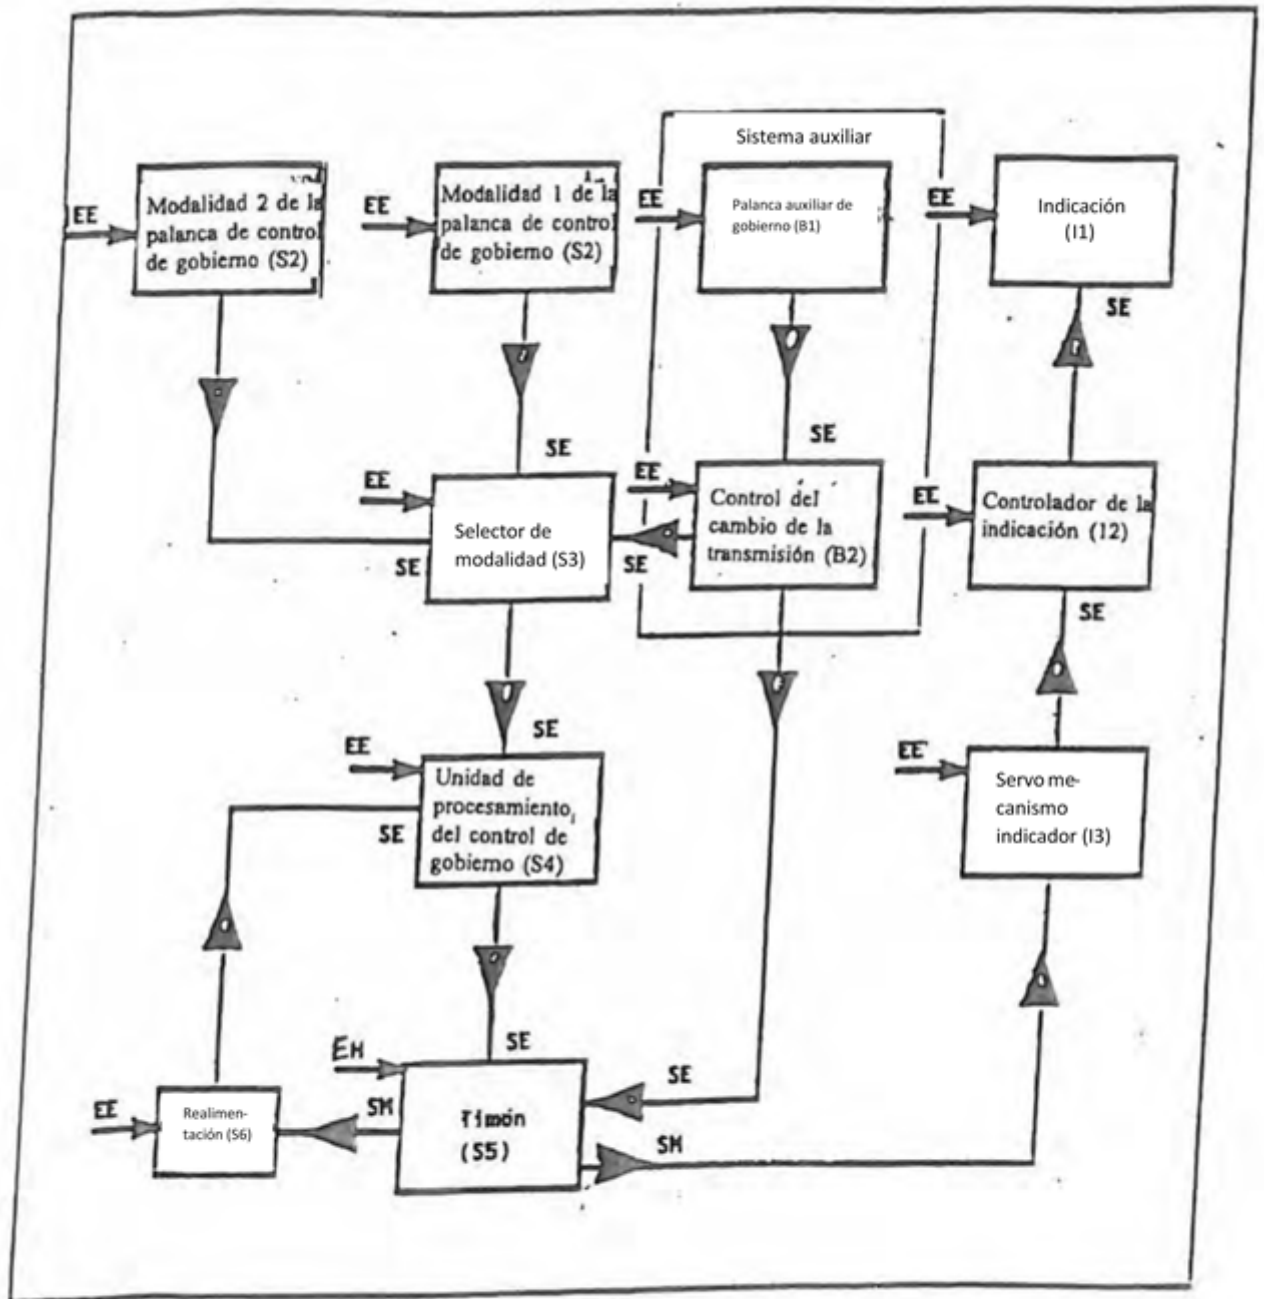 Sistema auxiliar
EE
Modalidad 2 de la
palanca de control
de gobierno (S2)
EE
Modalidad 1 de la
palanca de control
de gobierno (S2)
EE
Palanca auxiliar de
gobierno (B1)
EE
Indicación
(I1)
SE
SE
SE
EE
Selector de
modalidad (S3)
SE
EE
Control del
cambio de la
transmisión (B2)
SE
EE
Controlador de la
indicación (I2)
SE
SE
EE
Unidad de
procesamiento
del control de
gobierno (S4)
SE
EE
Servo me-
canismo
indicador (I3)
SE
EM
Timón
(S5)
SE
SM
SM
EE
Realimen-
tación (S6)